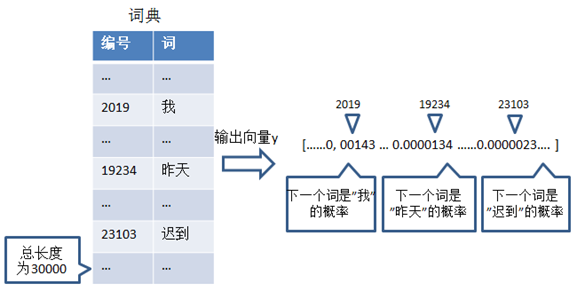 词典
编号 词
... ...
2019 我
... ...
19234 昨天
... ...
23103 迟到
... ...
总长度
为30000
输出向量y
2019 19234 23103
[......0, 00143 ... 0.0000134 ......0.0000023.... ]
下一个词是"我"
的概率
下一个词是
"昨天"的概率
下一个词是
"迟到"的概率